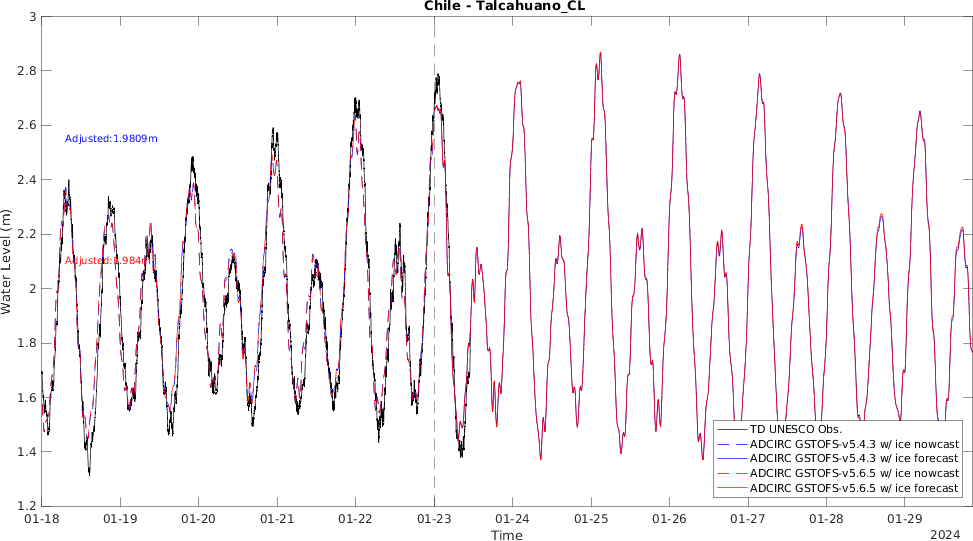 Chile - Talcahuano_CL
3
2.8
2.6
2.4
2.2
2
1.8
1.6
1.4
1.2
Water Level (m)
Adjusted:1.9809m
Adjusted:1.984m
TD UNESCO Obs.
ADCIRC GSTOFS-v5.4.3 w/ ice nowcast
ADCIRC GSTOFS-v5.4.3 w/ ice forecast
ADCIRC GSTOFS-v5.6.5 w/ ice nowcast
ADCIRC GSTOFS-v5.6.5 w/ ice forecast
01-18 01-19 01-20 01-21 01-22 01-23 01-24 01-25 01-26 01-27 01-28 01-29
Time
2024